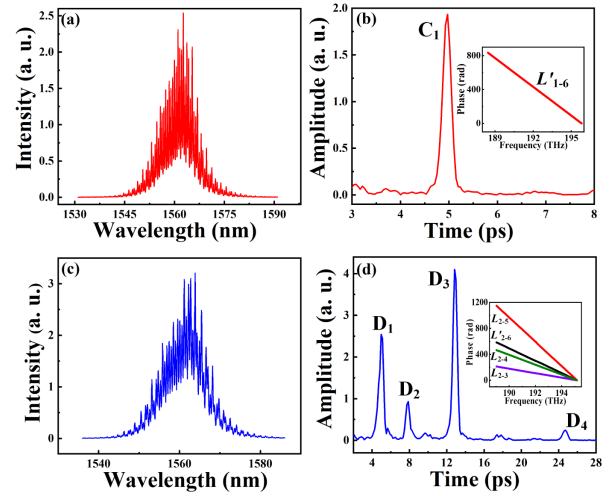 (a)
Intensity (a. u.)
2.5
2.0
1.5
1.0
0.5
0.0
1530 1545 1560 1575 1590
Wavelength (nm)
(b)
Amplitude (a. u.)
2.0
1.5
1.0
0.5
0.0
C1
Phase (rad)
800
400
0
L'1-6
189 192 195
Frequency (THz)
3 4 5 6 7 8
Time (ps)
(c)
Intensity (a. u.)
3
2
1
0
1540 1560 1580
Wavelength (nm)
(d)
Amplitude (a. u.)
4
3
2
1
0
D1
D2
D3
D4
Phase (rad)
1200
800
400
0
L2-5
L'2-6
L2-4
L2-3
190 192 194
Frequency (THz)
4 8 12 16 20 24 28
Time (ps)